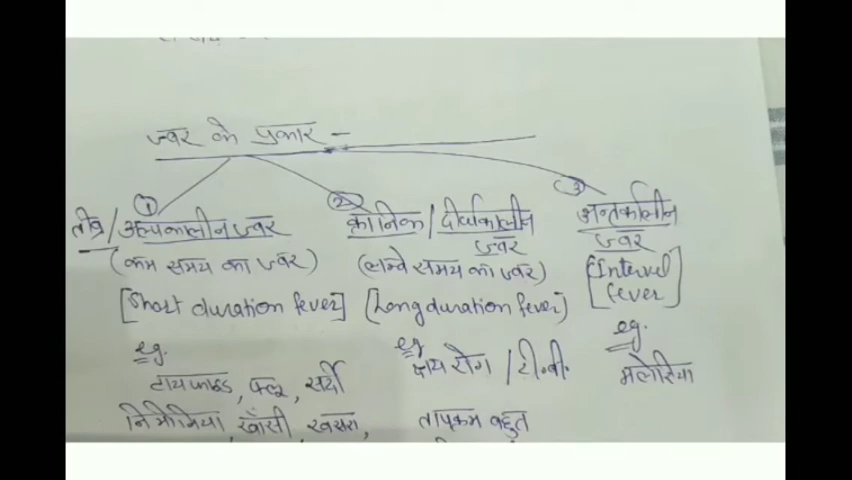 ज्वर के प्रकार -
① ② ③
तीव्र/अल्पकालीन ज्वर
(कम समय का ज्वर)
[Short duration fever]
eg.
टायफाइड, फ्लू, सर्दी
निमोनिया, खाँसी, खसरा,
क्रानिक/दीर्घकालीन
ज्वर
(लम्बे समय का ज्वर)
[Long duration fever]
eg
क्षय रोग / टी.बी.
तापक्रम बहुत
अन्तर्कालीन
ज्वर
[Interval
fever]
eg.
मलेरिया